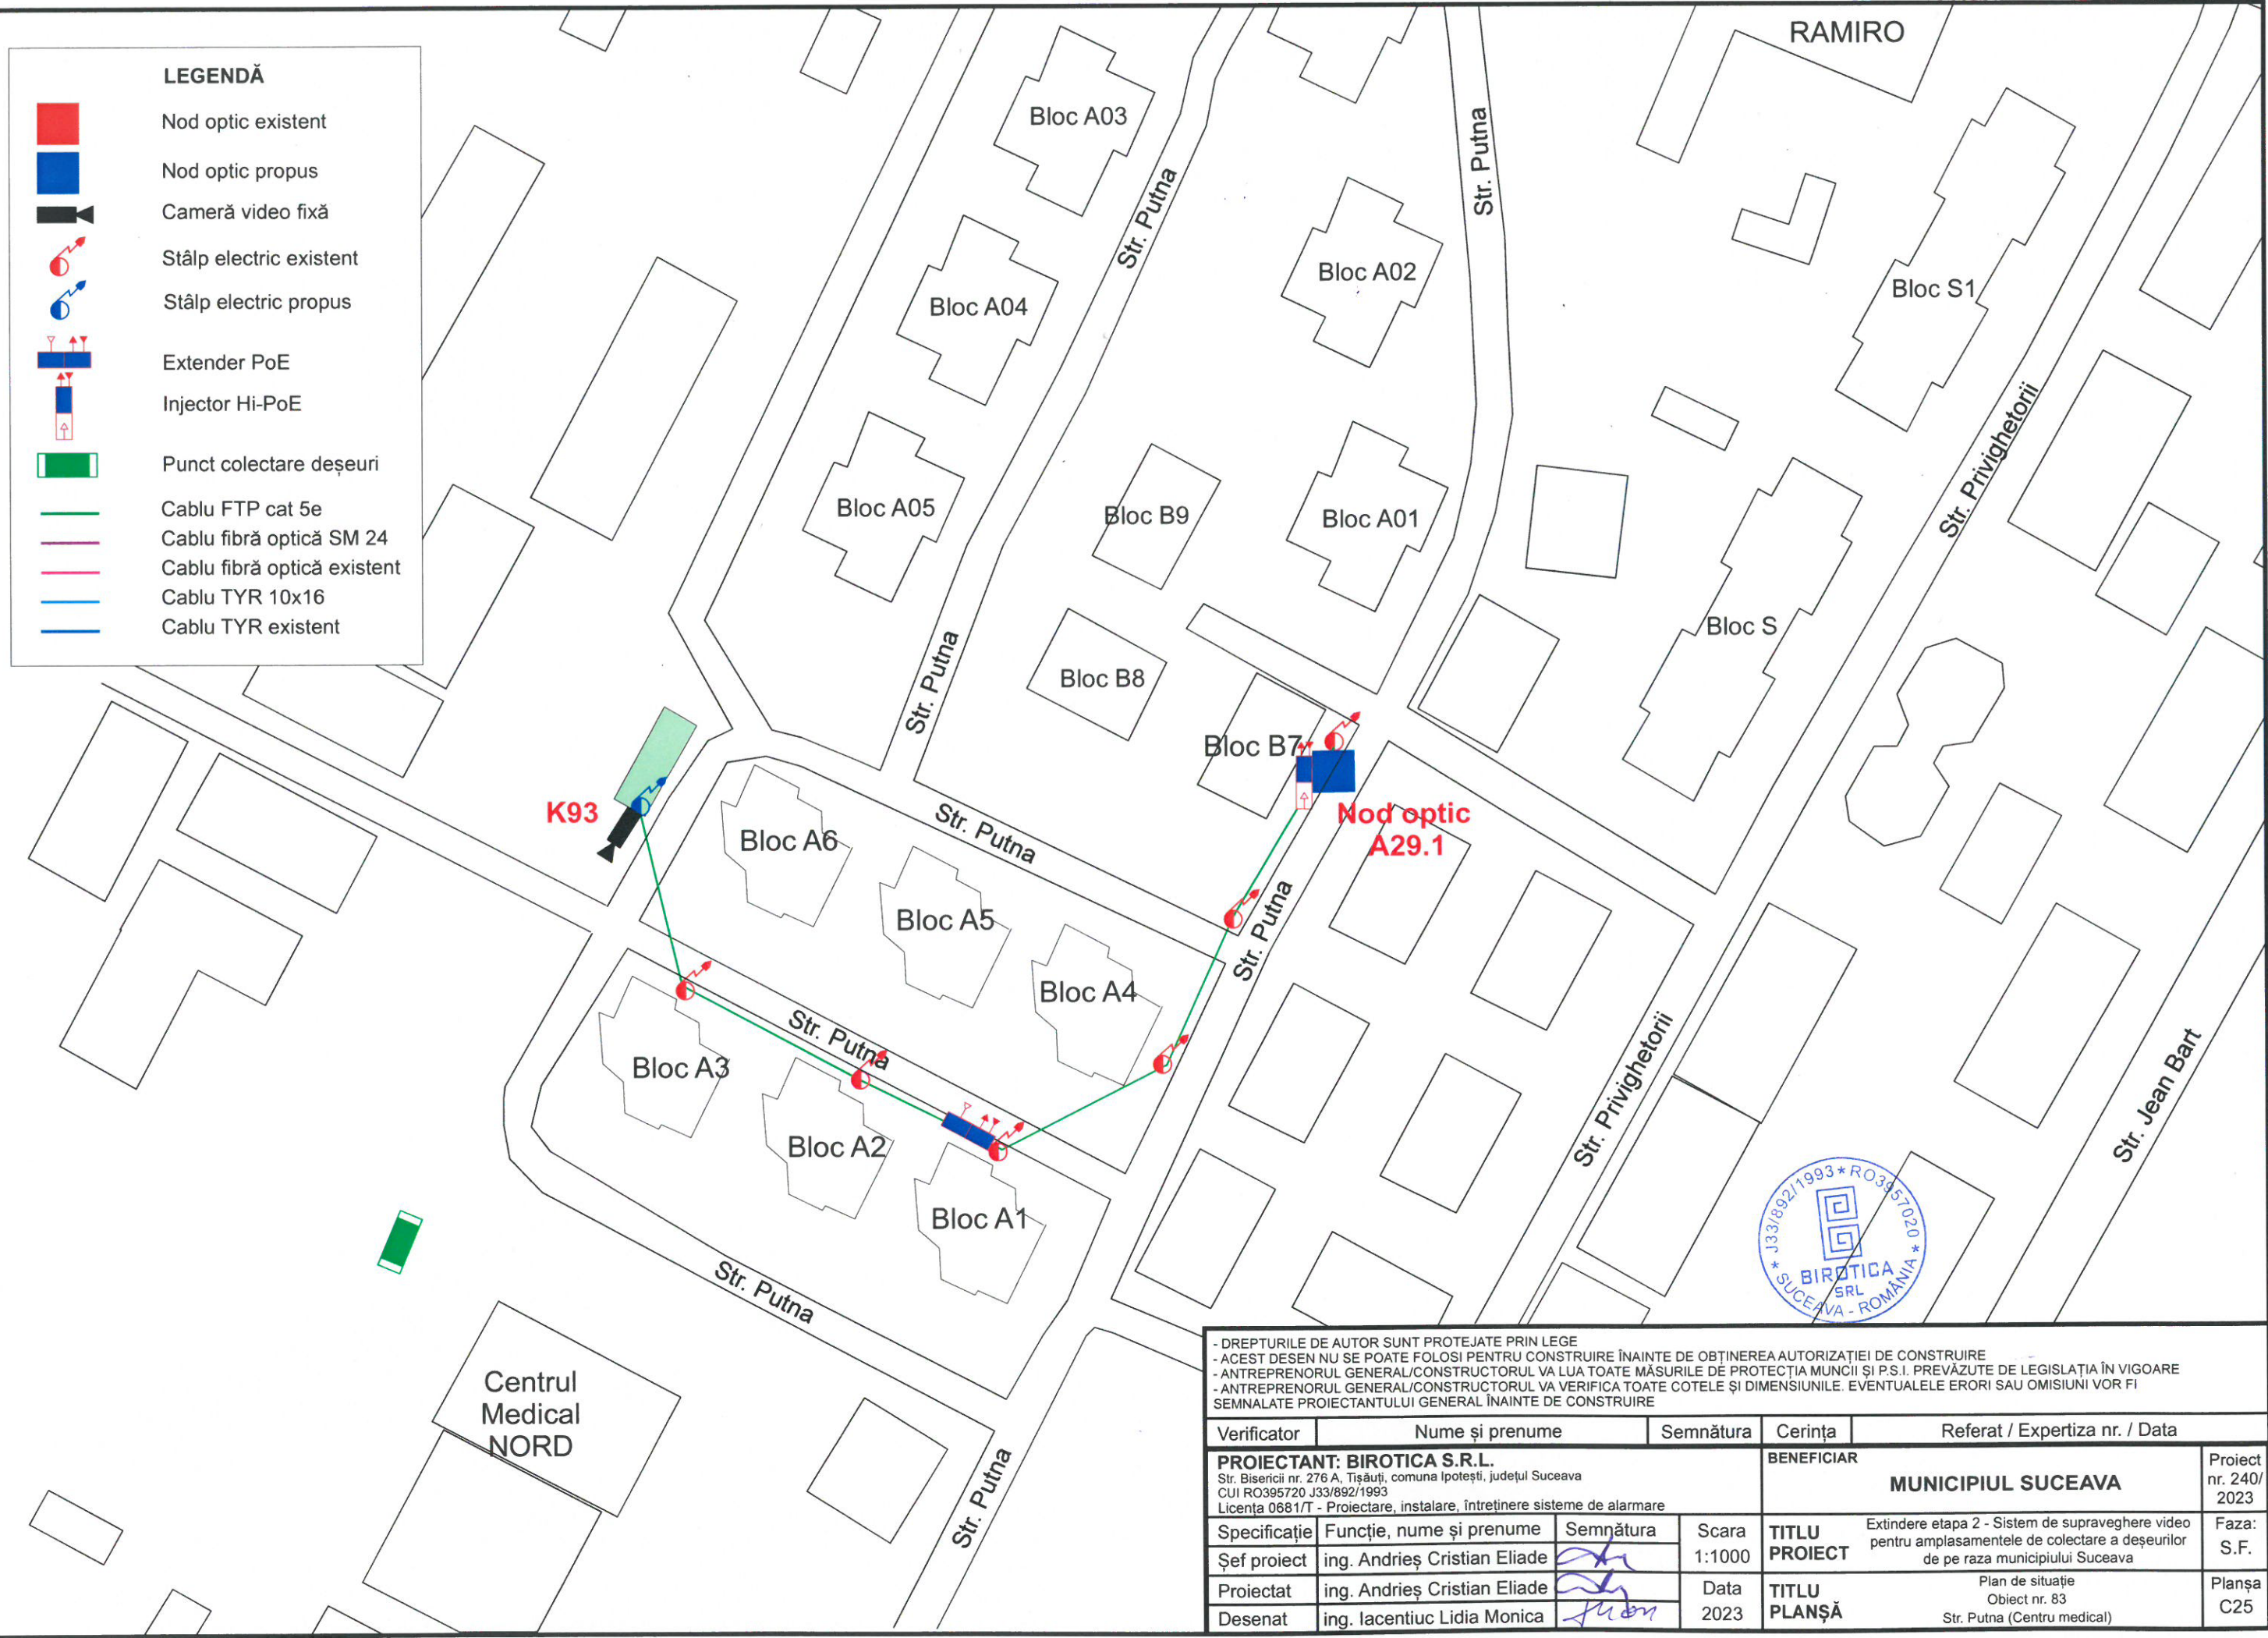 LEGENDĂ
Nod optic existent
Nod optic propus
Cameră video fixă
Stâlp electric existent
Stâlp electric propus
Extender PoE
Injector Hi-PoE
Punct colectare deșeuri
Cablu FTP cat 5e
Cablu fibră optică SM 24
Cablu fibră optică existent
Cablu TYR 10x16
Cablu TYR existent
RAMIRO
Bloc A03
Str. Putna
Str. Putna
Bloc A02
Bloc S1
Bloc A04
Str. Privighetorii
Bloc A05
Bloc B9
Bloc A01
Bloc S
Str. Putna
Bloc B8
Bloc B7
K93
Nod optic
A29.1
Bloc A6
Str. Putna
Bloc A5
Str. Putna
Bloc A4
Str. Putna
Bloc A3
Bloc A2
Str. Privighetorii
Str. Jean Bart
Bloc A1
Str. Putna
Centrul
Medical
NORD
Str. Putna
* J33/892/1993 * RO3957020 *
BIROTICA
SRL
SUCEAVA - ROMÂNIA
- DREPTURILE DE AUTOR SUNT PROTEJATE PRIN LEGE
- ACEST DESEN NU SE POATE FOLOSI PENTRU CONSTRUIRE ÎNAINTE DE OBȚINEREA AUTORIZAȚIEI DE CONSTRUIRE
- ANTREPRENORUL GENERAL/CONSTRUCTORUL VA LUA TOATE MĂSURILE DE PROTECȚIA MUNCII ȘI P.S.I. PREVĂZUTE DE LEGISLAȚIA ÎN VIGOARE
- ANTREPRENORUL GENERAL/CONSTRUCTORUL VA VERIFICA TOATE COTELE ȘI DIMENSIUNILE. EVENTUALELE ERORI SAU OMISIUNI VOR FI
SEMNALATE PROIECTANTULUI GENERAL ÎNAINTE DE CONSTRUIRE
Verificator Nume și prenume Semnătura Cerința Referat / Expertiza nr. / Data
PROIECTANT: BIROTICA S.R.L.
Str. Bisericii nr. 276 A, Tișăuți, comuna Ipotești, județul Suceava
CUI RO395720 J33/892/1993
Licența 0681/T - Proiectare, instalare, întreținere sisteme de alarmare
BENEFICIAR
MUNICIPIUL SUCEAVA
Proiect
nr. 240/
2023
Specificație Funcție, nume și prenume Semnătura
Șef proiect ing. Andrieș Cristian Eliade
Proiectat ing. Andrieș Cristian Eliade
Desenat ing. Iacentiuc Lidia Monica
Scara
1:1000
Data
2023
TITLU
PROIECT
Extindere etapa 2 - Sistem de supraveghere video
pentru amplasamentele de colectare a deșeurilor
de pe raza municipiului Suceava
Faza:
S.F.
TITLU
PLANȘĂ
Plan de situație
Obiect nr. 83
Str. Putna (Centru medical)
Planșa
C25